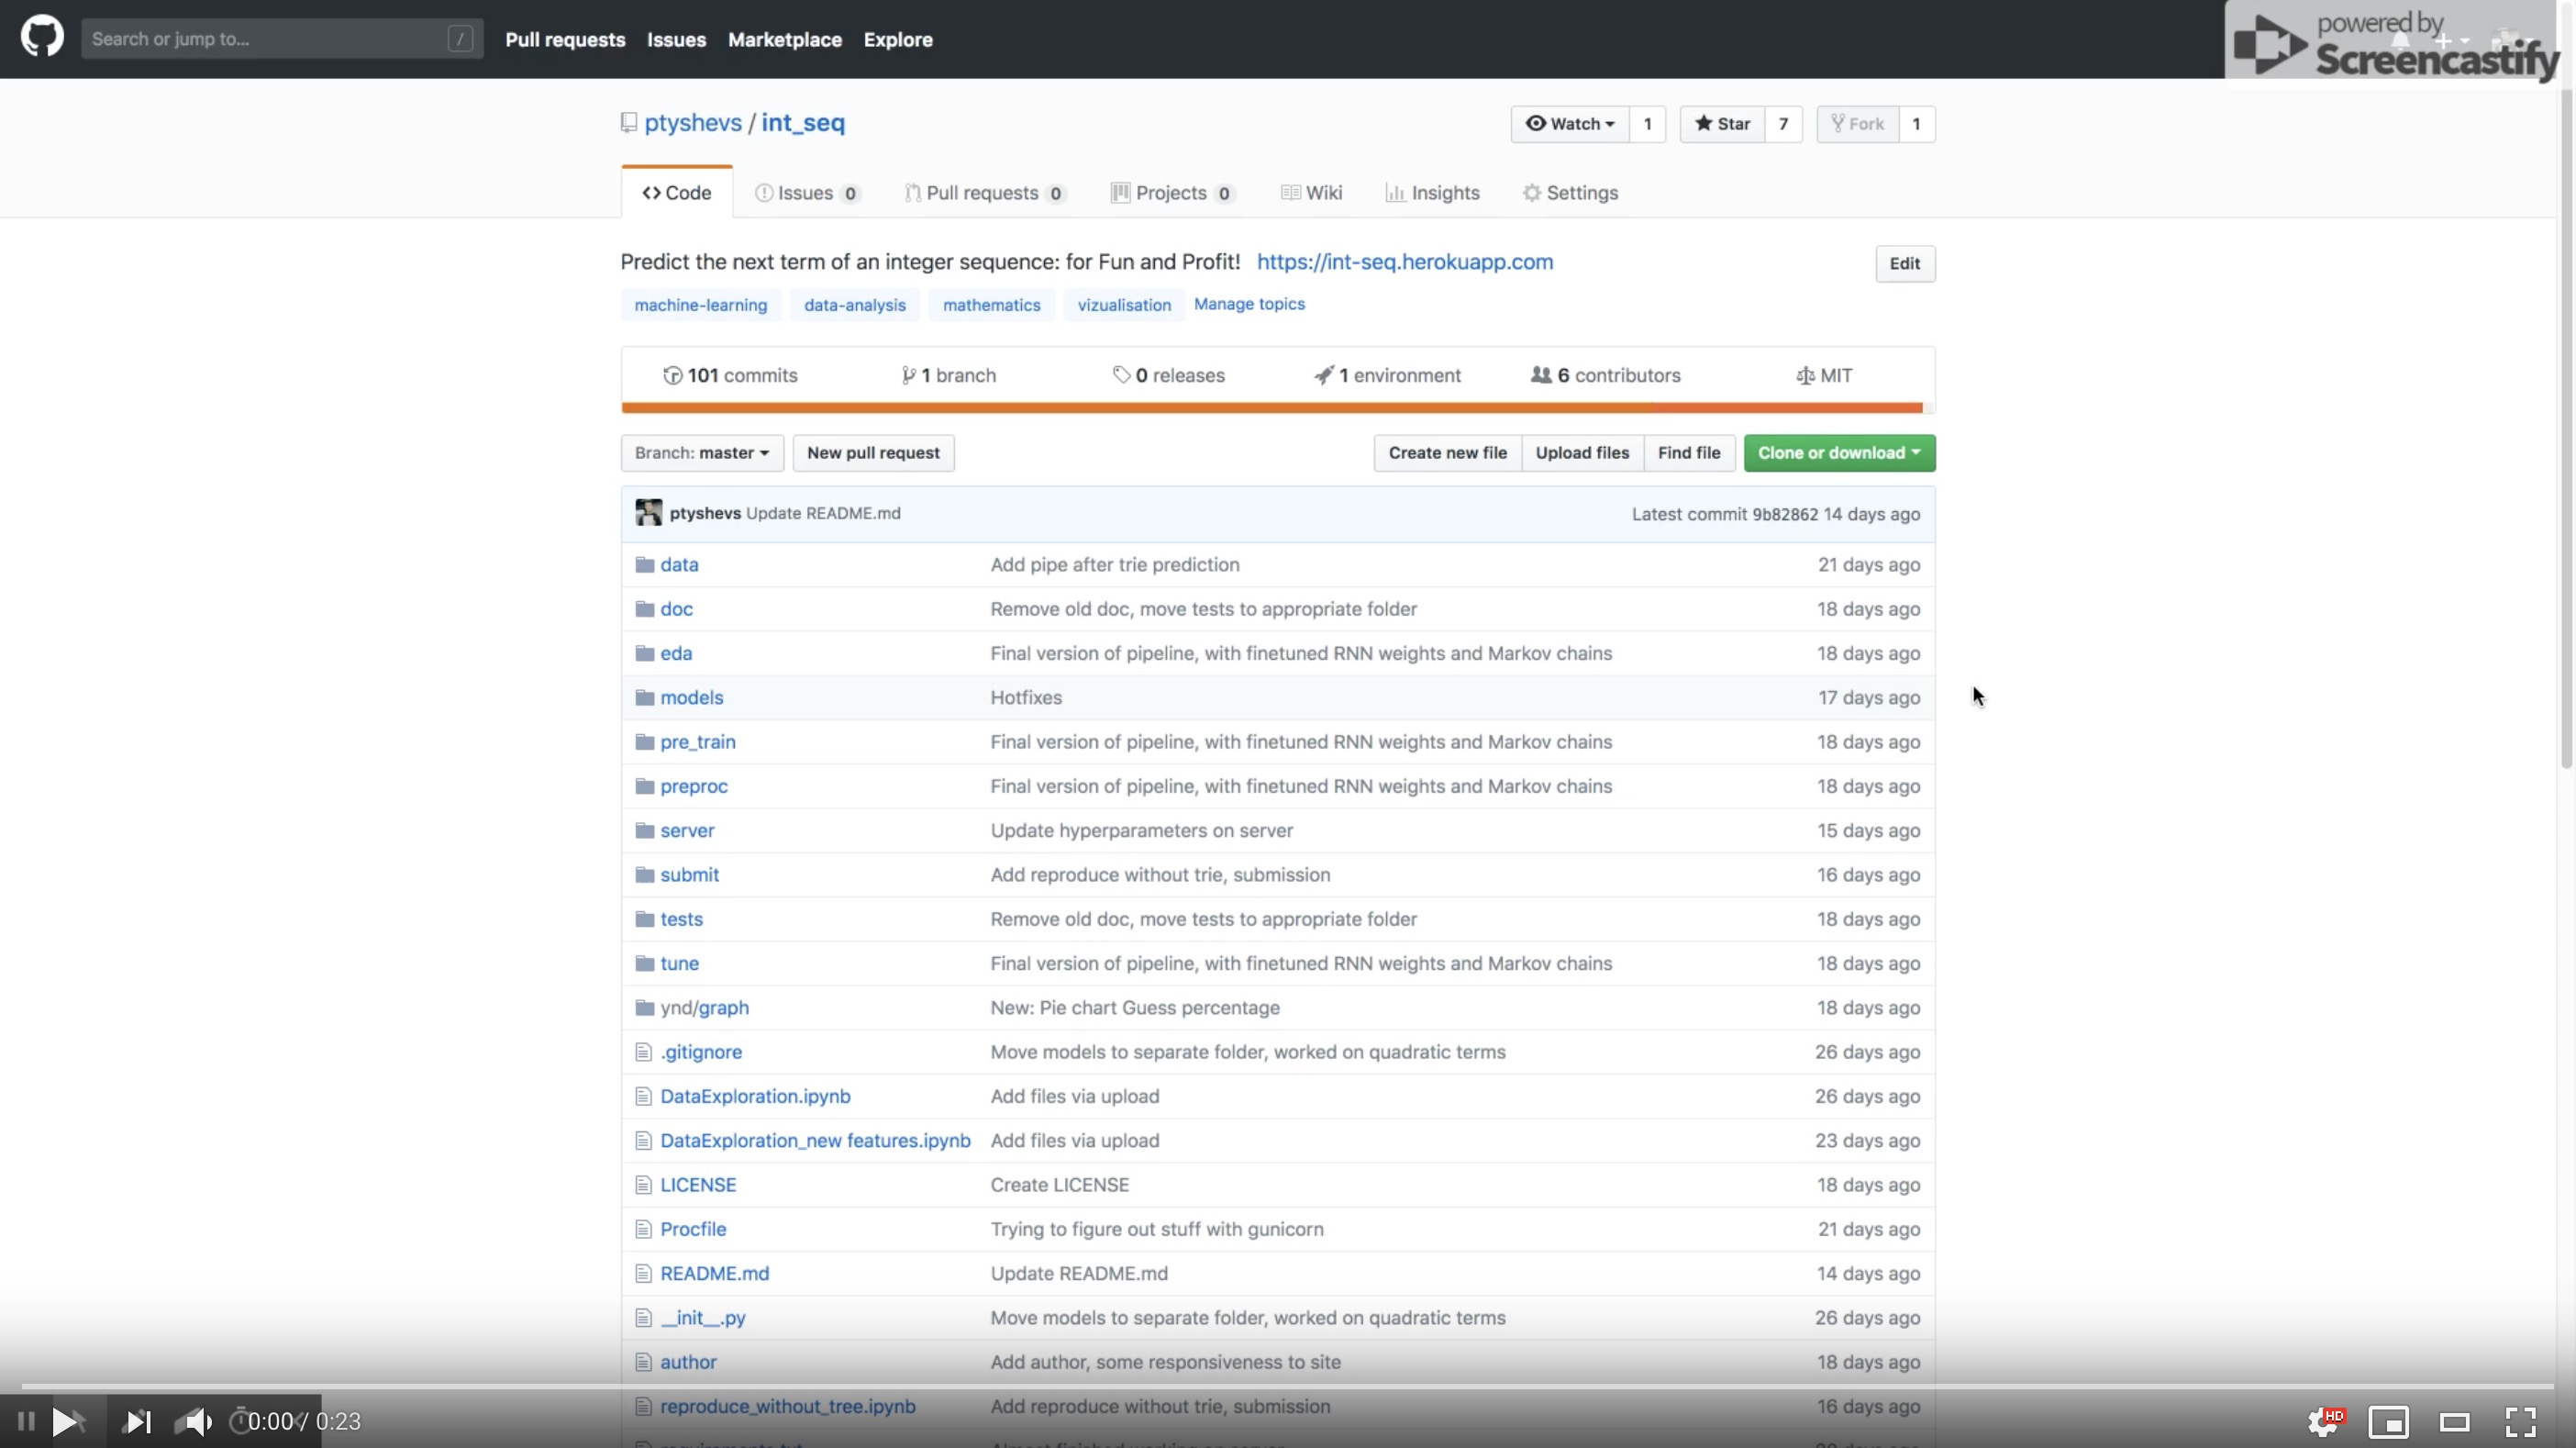 Search or jump to... /
Pull requests Issues Marketplace Explore
powered by
Screencastify
ptyshevs / int_seq
Watch 1 Star 7 Fork 1
Code Issues 0 Pull requests 0 Projects 0 Wiki Insights Settings
Predict the next term of an integer sequence: for Fun and Profit! https://int-seq.herokuapp.com Edit
machine-learning data-analysis mathematics vizualisation Manage topics
101 commits 1 branch 0 releases 1 environment 6 contributors MIT
Branch: master New pull request Create new file Upload files Find file Clone or download
ptyshevs Update README.md Latest commit 9b82862 14 days ago
data Add pipe after trie prediction 21 days ago
doc Remove old doc, move tests to appropriate folder 18 days ago
eda Final version of pipeline, with finetuned RNN weights and Markov chains 18 days ago
models Hotfixes 17 days ago
pre_train Final version of pipeline, with finetuned RNN weights and Markov chains 18 days ago
preproc Final version of pipeline, with finetuned RNN weights and Markov chains 18 days ago
server Update hyperparameters on server 15 days ago
submit Add reproduce without trie, submission 16 days ago
tests Remove old doc, move tests to appropriate folder 18 days ago
tune Final version of pipeline, with finetuned RNN weights and Markov chains 18 days ago
ynd/graph New: Pie chart Guess percentage 18 days ago
.gitignore Move models to separate folder, worked on quadratic terms 26 days ago
DataExploration.ipynb Add files via upload 26 days ago
DataExploration_new features.ipynb Add files via upload 23 days ago
LICENSE Create LICENSE 18 days ago
Procfile Trying to figure out stuff with gunicorn 21 days ago
README.md Update README.md 14 days ago
__init__.py Move models to separate folder, worked on quadratic terms 26 days ago
author Add author, some responsiveness to site 18 days ago
reproduce_without_tree.ipynb Add reproduce without trie, submission 16 days ago
0:00 / 0:23 HD